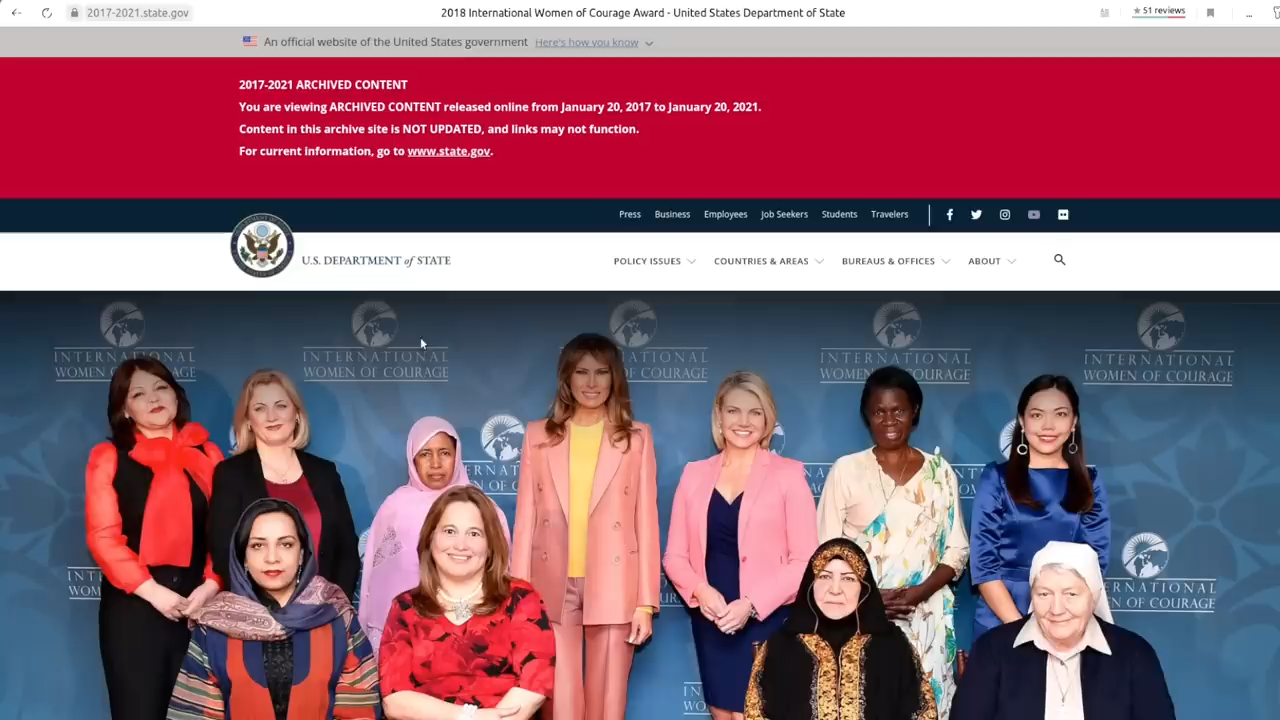 2017-2021.state.gov
2018 International Women of Courage Award - United States Department of State
51 reviews
An official website of the United States government Here's how you know
2017-2021 ARCHIVED CONTENT
You are viewing ARCHIVED CONTENT released online from January 20, 2017 to January 20, 2021.
Content in this archive site is NOT UPDATED, and links may not function.
For current information, go to www.state.gov.
Press Business Employees Job Seekers Students Travelers
U.S. DEPARTMENT of STATE
POLICY ISSUES COUNTRIES & AREAS BUREAUS & OFFICES ABOUT
INTERNATIONAL
WOMEN OF COURAGE
INTERNATIONAL
WOMEN OF COURAGE
INTERNATIONAL
INTERNATIONAL
WOMEN OF COURAGE
INTERNATIONAL
WOMEN OF COURAGE
INTERNATIONAL
WOMEN OF COURAGE